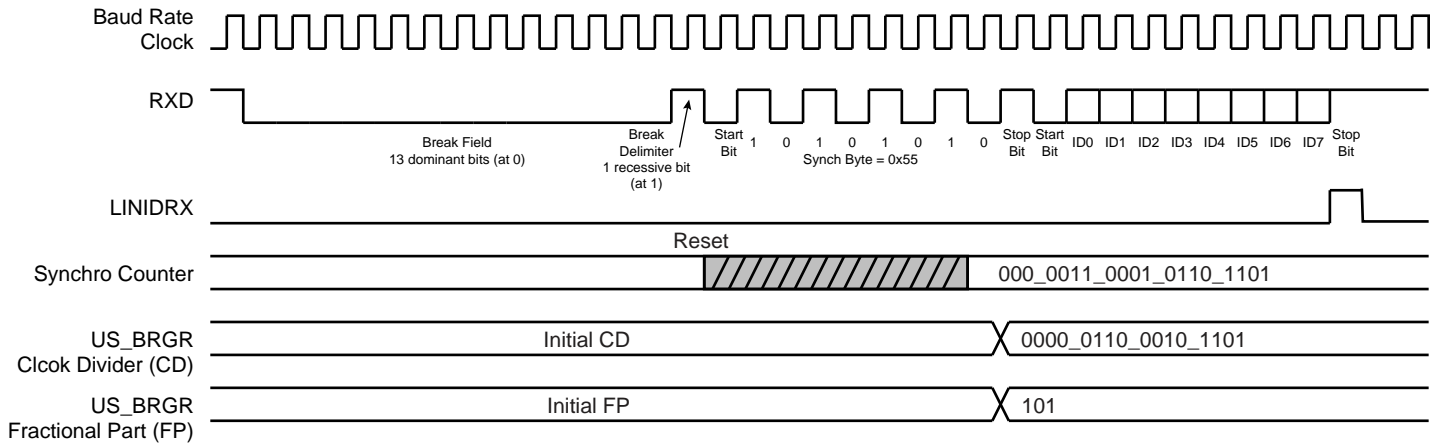 Baud Rate
Clock
RXD
Break Field
13 dominant bits (at 0)
Break
Delimiter
1 recessive bit
(at 1)
Start
Bit
1 0 1 0 1 0 1 0
Synch Byte = 0x55
Stop
Bit
Start
Bit
ID0 ID1 ID2 ID3 ID4 ID5 ID6 ID7
Stop
Bit
LINIDRX
Reset
Synchro Counter
000_0011_0001_0110_1101
US_BRGR
Clcok Divider (CD)
Initial CD
0000_0110_0010_1101
US_BRGR
Fractional Part (FP)
Initial FP
101